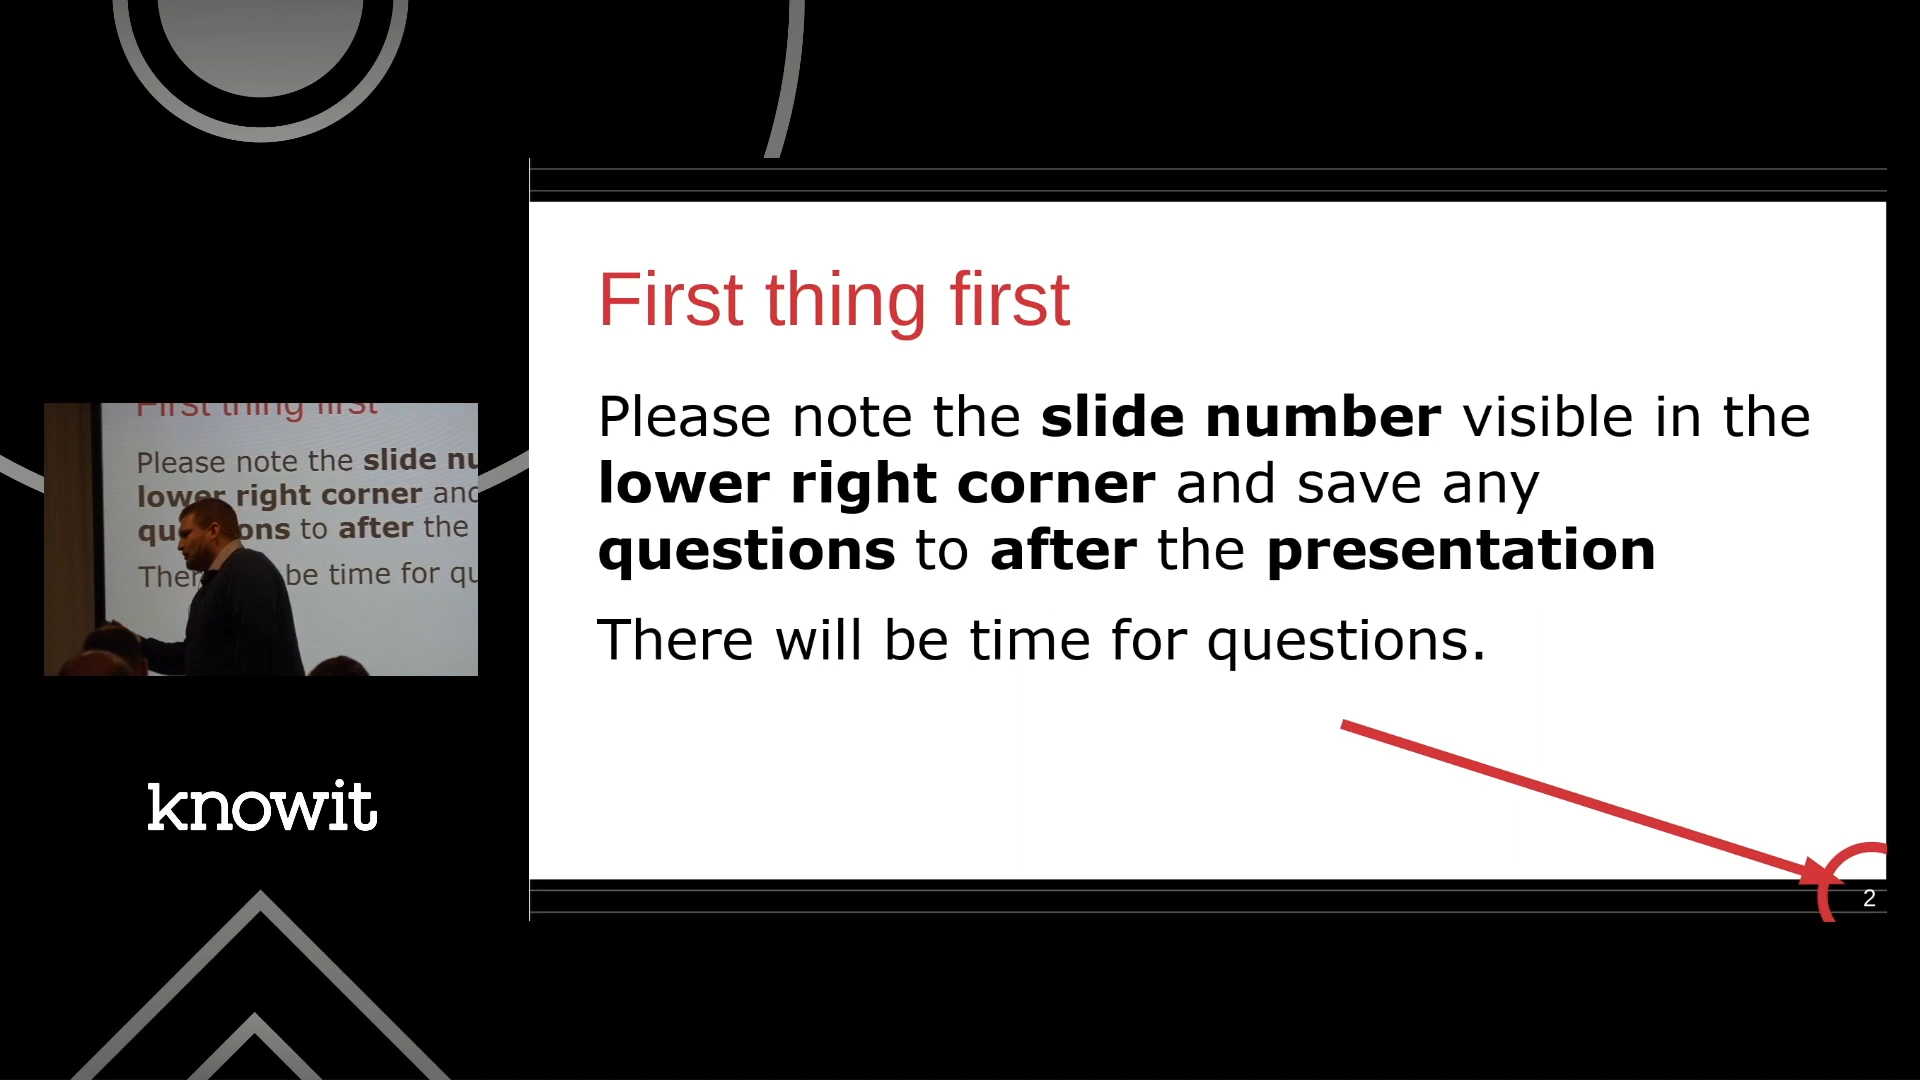 First thing first
Please note the slide number visible in the
lower right corner and save any
questions to after the presentation
There will be time for questions.
2
First thing first
Please note the slide nu
lower right corner and
questions to after the
There be time for qu
knowit